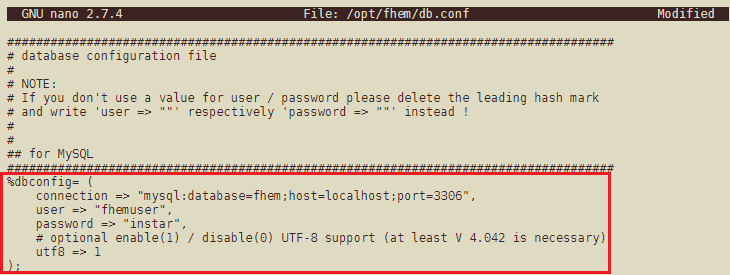 GNU nano 2.7.4 File: /opt/fhem/db.conf Modified
####################################################################################
# database configuration file
#
# NOTE:
# If you don't use a value for user / password please delete the leading hash mark
# and write 'user => ""' respectively 'password => ""' instead !
#
#
## for MySQL
####################################################################################
%dbconfig= (
    connection => "mysql:database=fhem;host=localhost;port=3306",
    user => "fhemuser",
    password => "instar",
    # optional enable(1) / disable(0) UTF-8 support (at least V 4.042 is necessary)
    utf8 => 1
);